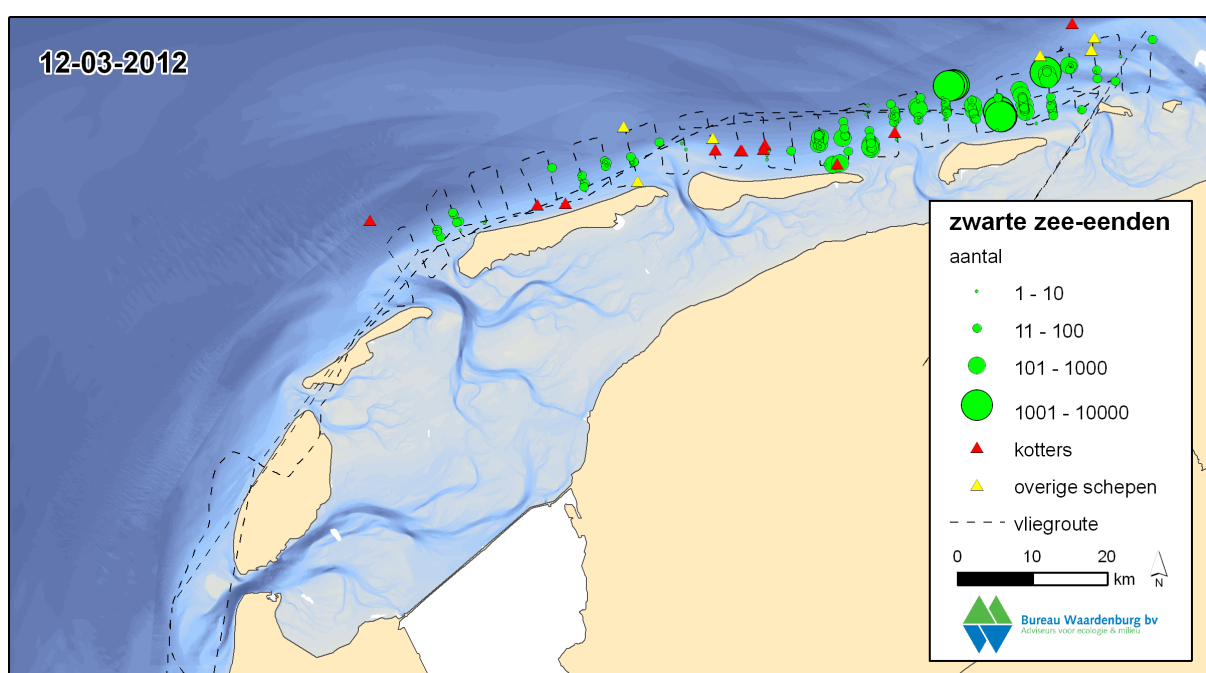 12-03-2012
zwarte zee-eenden
aantal
1 - 10
11 - 100
101 - 1000
1001 - 10000
kotters
overige schepen
vliegroute
0 10 20
km
N
Bureau Waardenburg bv
Adviseurs voor ecologie & milieu